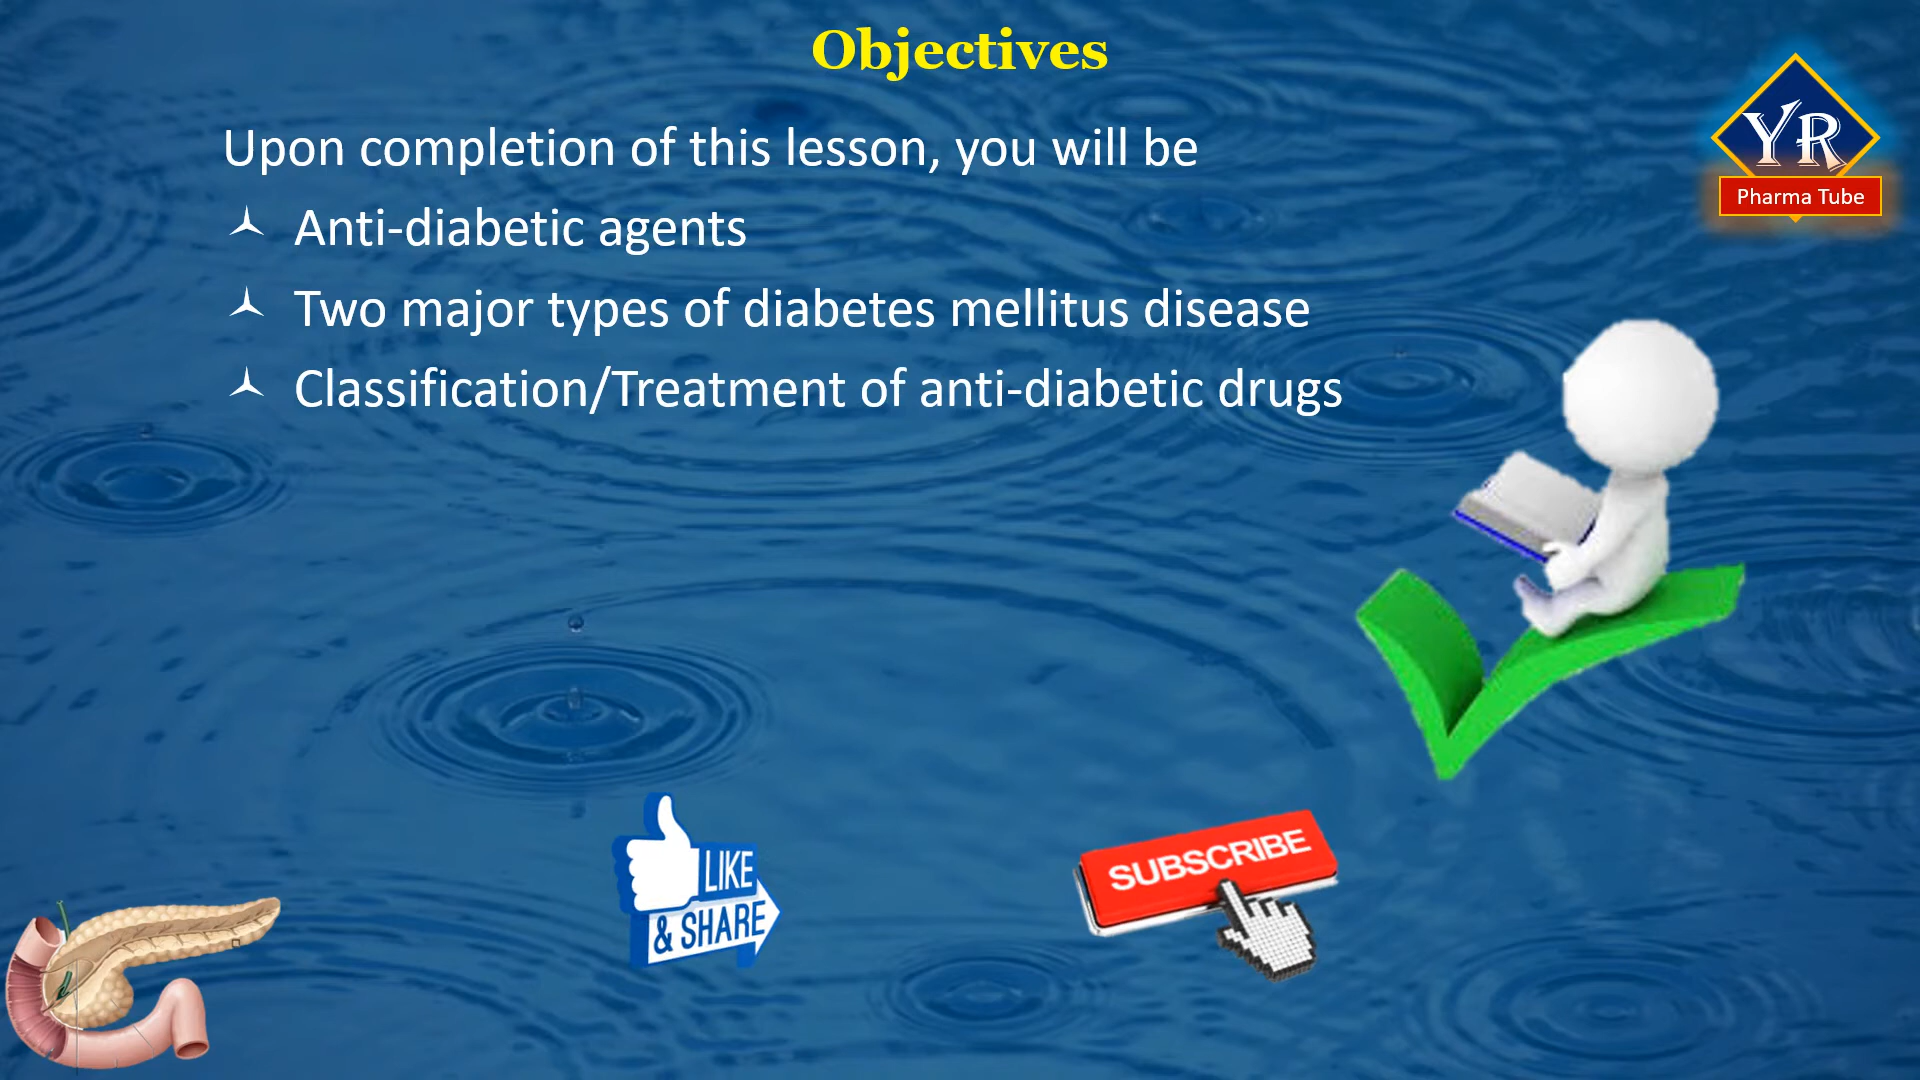 Objectives
YR
Pharma Tube
Upon completion of this lesson, you will be
Anti-diabetic agents
Two major types of diabetes mellitus disease
Classification/Treatment of anti-diabetic drugs
LIKE
& SHARE
SUBSCRIBE